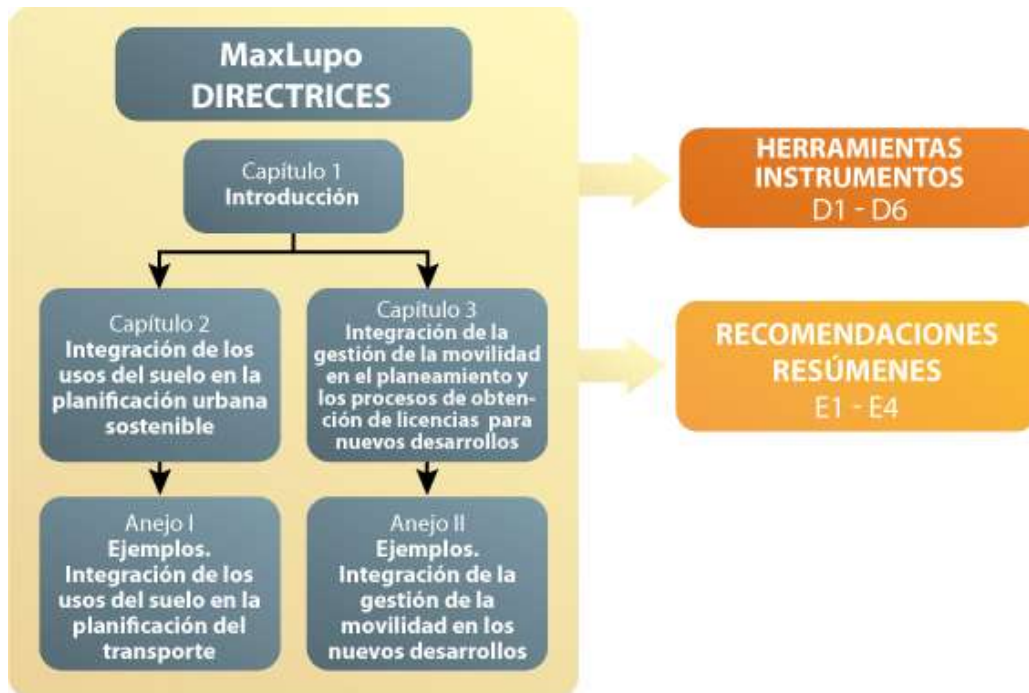 MaxLupo
DIRECTRICES
Capítulo 1
Introducción
Capítulo 2
Integración de los
usos del suelo en la
planificación urbana
sostenible
Capítulo 3
Integración de la
gestión de la movilidad
en el planeamiento y
los procesos de obten-
ción de licencias para
nuevos desarrollos
Anejo I
Ejemplos.
Integración de los
usos del suelo en la
planificación del
transporte
Anejo II
Ejemplos.
Integración de la
gestión de la
movilidad en los
nuevos desarrollos
HERRAMIENTAS
INSTRUMENTOS
D1 - D6
RECOMENDACIONES
RESÚMENES
E1 - E4